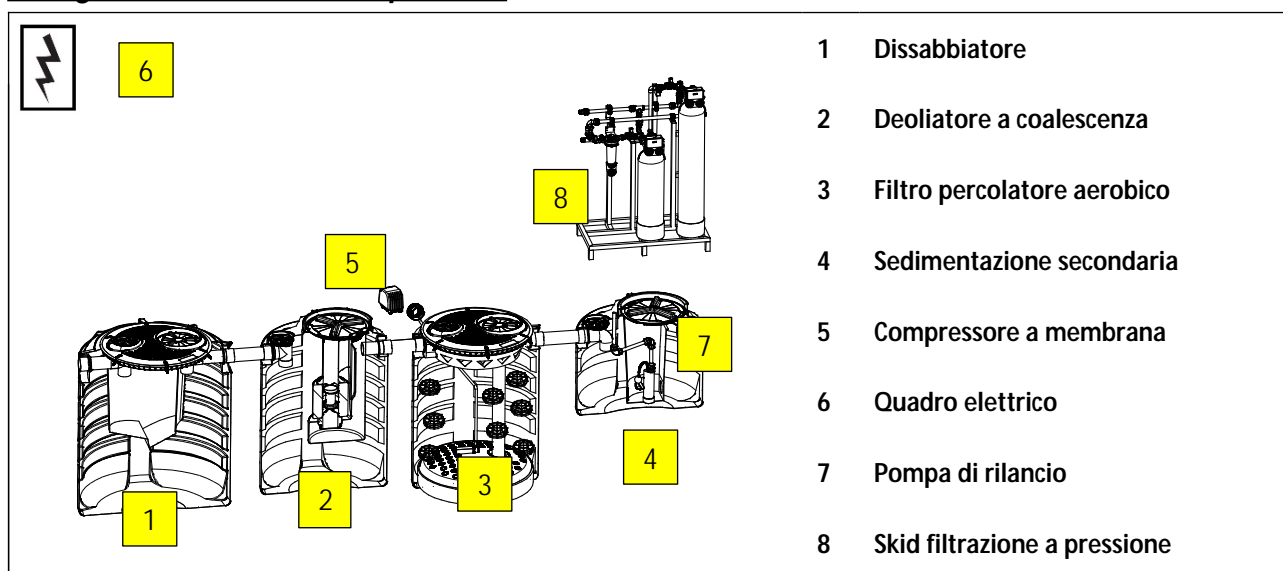 6
8
5
7
4
3
2
1
1 Dissabbiatore
2 Deoliatore a coalescenza
3 Filtro percolatore aerobico
4 Sedimentazione secondaria
5 Compressore a membrana
6 Quadro elettrico
7 Pompa di rilancio
8 Skid filtrazione a pressione